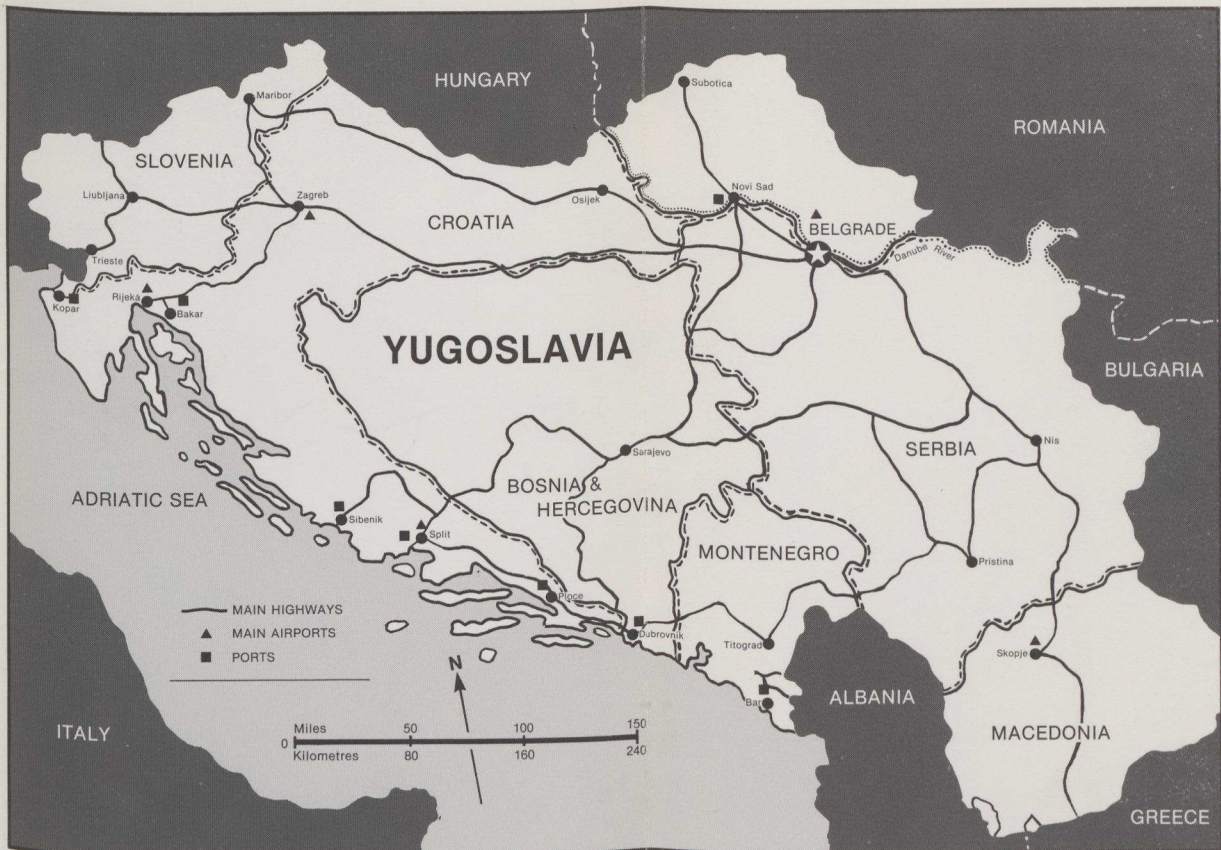 HUNGARY
ROMANIA
Maribor
Subotica
SLOVENIA
Liubljana
Zagreb
Osijek
Novi Sad
CROATIA
BELGRADE
Danube River
Trieste
Kopar
Rijeka
Bakar
YUGOSLAVIA
BULGARIA
Sarajevo
Nis
SERBIA
ADRIATIC SEA
BOSNIA &
HERCEGOVINA
Sibenik
Split
MONTENEGRO
Pristina
Ploce
MAIN HIGHWAYS
MAIN AIRPORTS
PORTS
Dubrovnik
Titograd
Skopje
N
ALBANIA
Bar
ITALY
MACEDONIA
Miles 50 100 150
0
Kilometres 80 160 240
GREECE